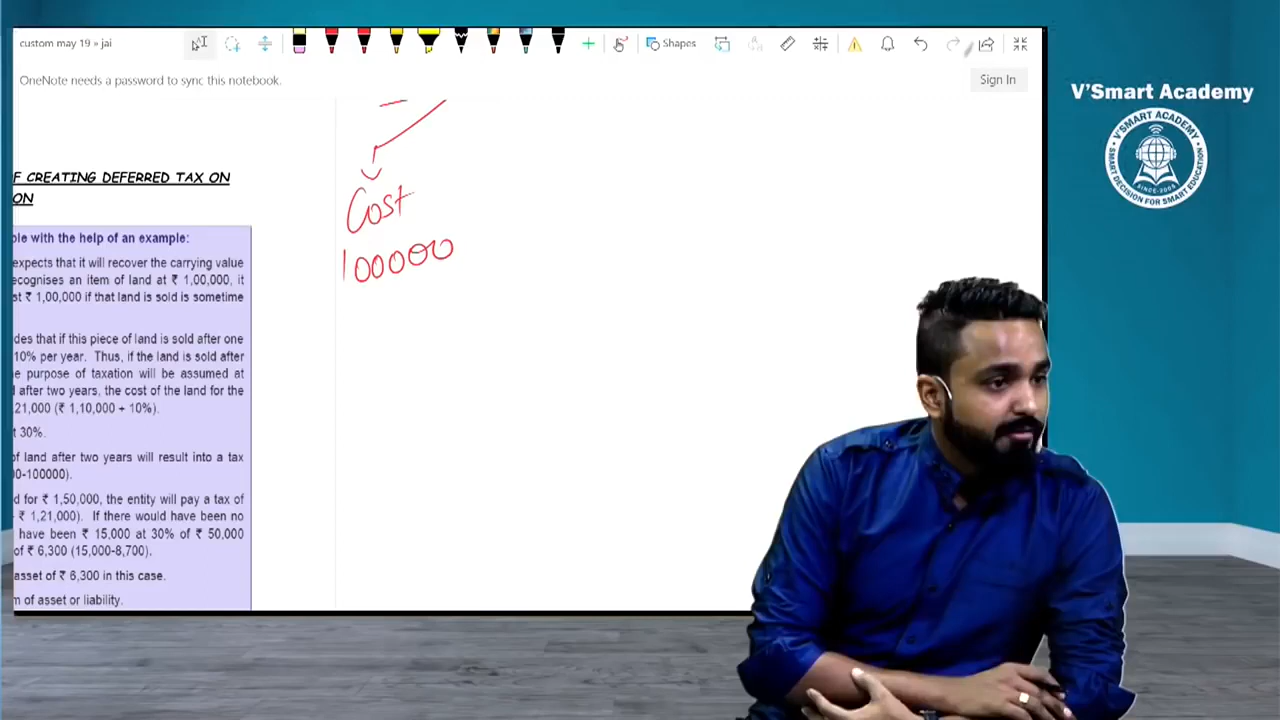 custom may 19 » jai
Shapes
OneNote needs a password to sync this notebook.
Sign In
F CREATING DEFERRED TAX ON
ON
ple with the help of an example:
expects that it will recover the carrying value
ecognises an item of land at ₹ 1,00,000, it
st ₹ 1,00,000 if that land is sold is sometime
des that if this piece of land is sold after one
10% per year. Thus, if the land is sold after
e purpose of taxation will be assumed at
after two years, the cost of the land for the
21,000 (₹ 1,10,000 + 10%).
t 30%.
of land after two years will result into a tax
00-100000).
d for ₹ 1,50,000, the entity will pay a tax of
₹ 1,21,000). If there would have been no
have been ₹ 15,000 at 30% of ₹ 50,000
of ₹ 6,300 (15,000-8,700).
asset of ₹ 6,300 in this case.
m of asset or liability.
Cost
100000
V'Smart Academy
V'SMART ACADEMY
SINCE-2005
SMART DECISION FOR SMART EDUCATION